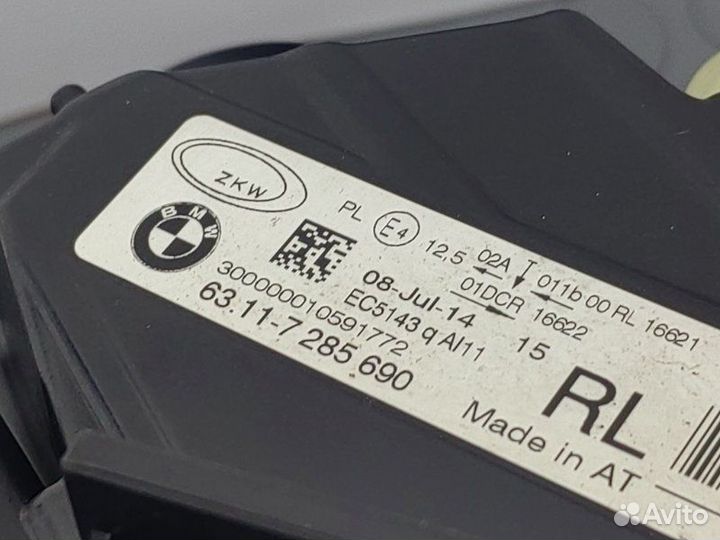 ZKW
BMW
PL E4 12,5 02A T 011b 00 RL 16621
01DCR 16622
08-Jul-14 15
EC5143 q AI11
300000010591772
63.11-7 285 690
RL
Made in AT
Avito